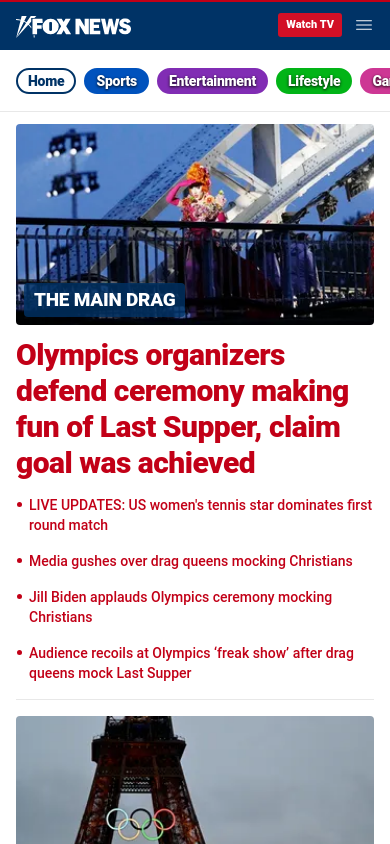 FOX NEWS
Watch TV
Home
Sports
Entertainment
Lifestyle
THE MAIN DRAG
Olympics organizers
defend ceremony making
fun of Last Supper, claim
goal was achieved
LIVE UPDATES: US women's tennis star dominates first
round match
Media gushes over drag queens mocking Christians
Jill Biden applauds Olympics ceremony mocking
Christians
Audience recoils at Olympics ‘freak show’ after drag
queens mock Last Supper